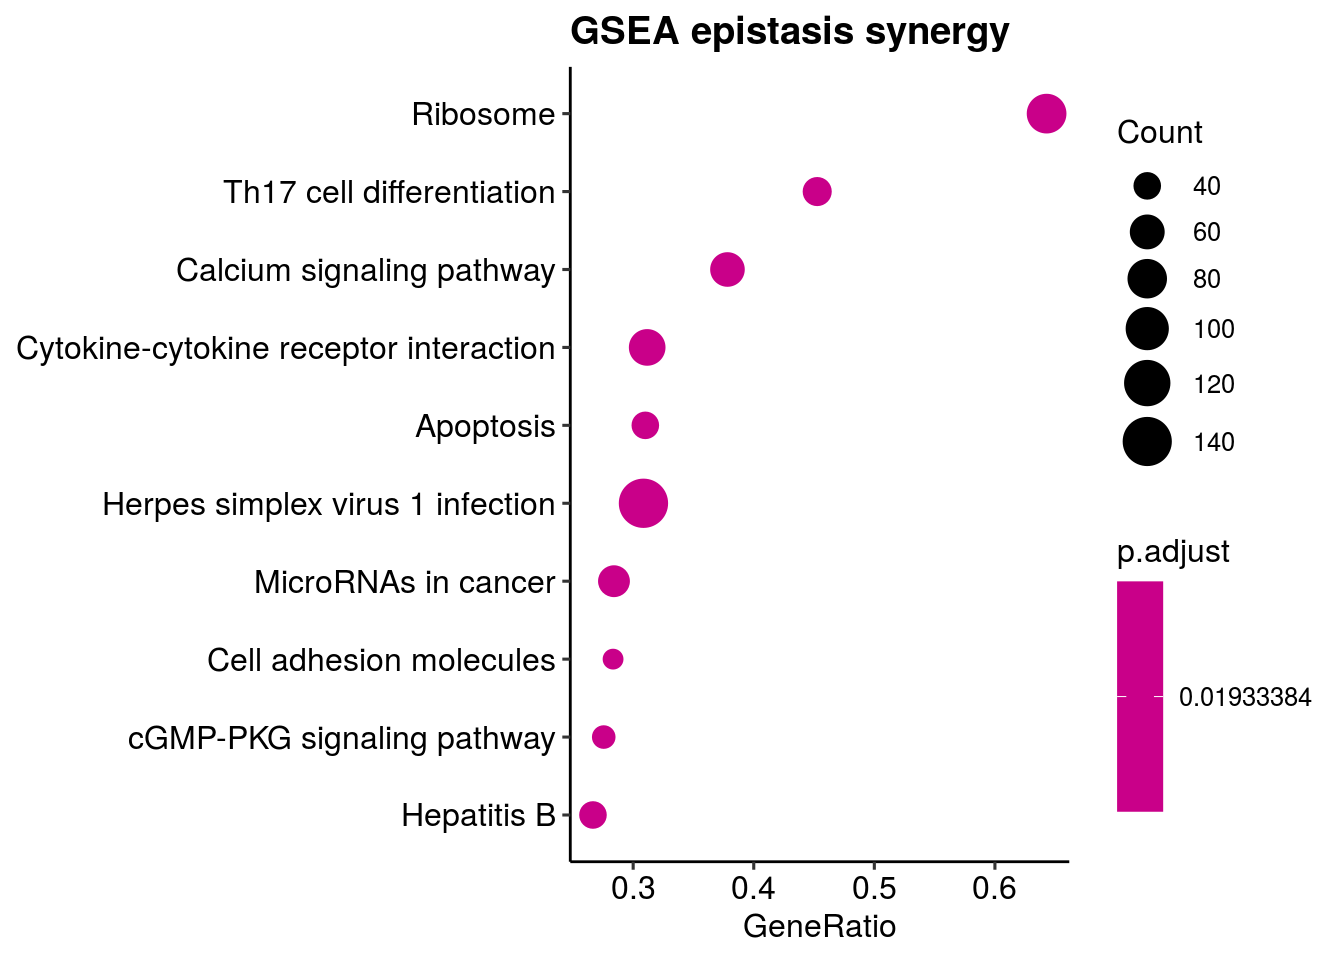 GSEA epistasis synergy
Ribosome
Th17 cell differentiation
Calcium signaling pathway
Cytokine-cytokine receptor interaction
Apoptosis
Herpes simplex virus 1 infection
MicroRNAs in cancer
Cell adhesion molecules
cGMP-PKG signaling pathway
Hepatitis B
0.3 0.4 0.5 0.6
GeneRatio
Count
40
60
80
100
120
140
p.adjust
0.01933384